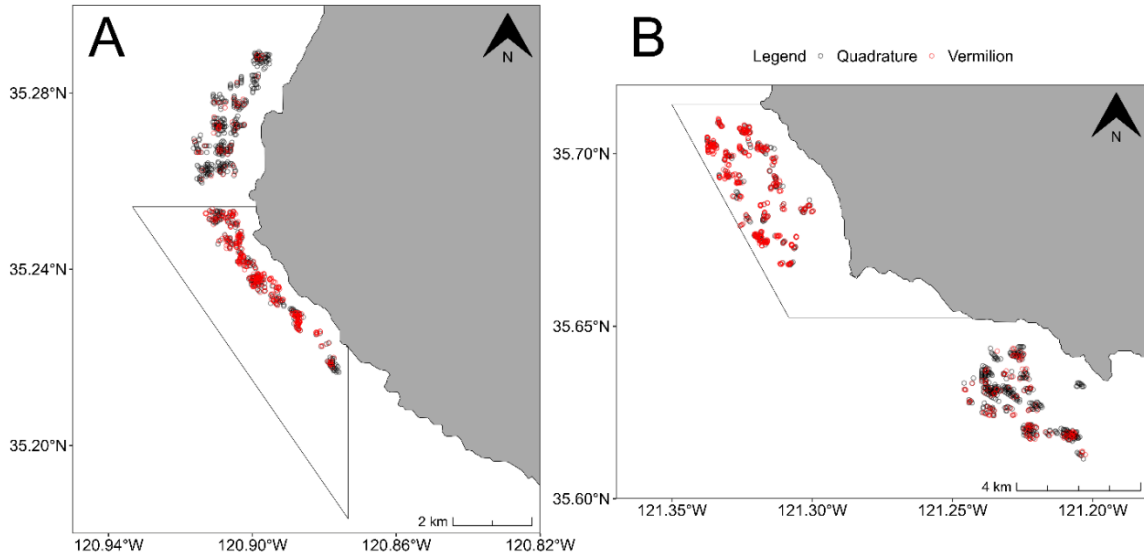 A
N
35.28°N
35.24°N
35.20°N
2 km
120.94°W 120.90°W 120.86°W 120.82°W
B
Legend Quadrature Vermilion
N
35.70°N
35.65°N
35.60°N
4 km
121.35°W 121.30°W 121.25°W 121.20°W